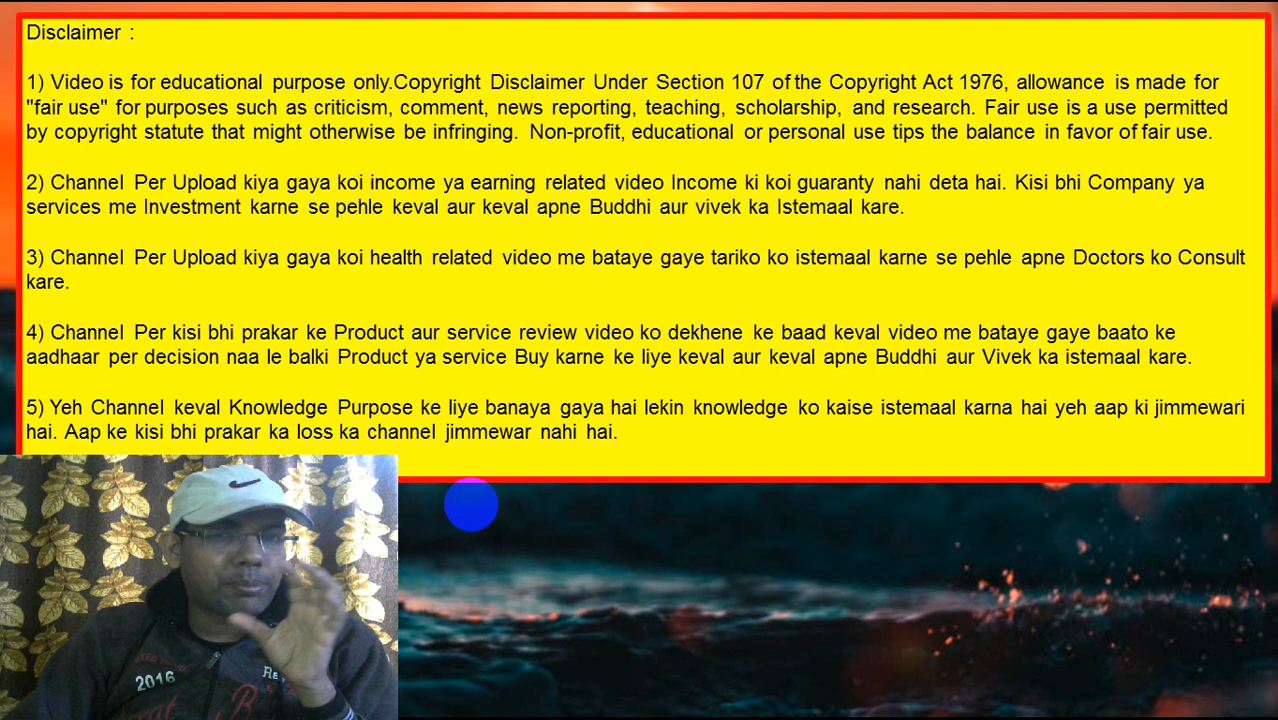 Disclaimer :
1) Video is for educational purpose only.Copyright Disclaimer Under Section 107 of the Copyright Act 1976, allowance is made for
"fair use" for purposes such as criticism, comment, news reporting, teaching, scholarship, and research. Fair use is a use permitted
by copyright statute that might otherwise be infringing. Non-profit, educational or personal use tips the balance in favor of fair use.
2) Channel Per Upload kiya gaya koi income ya earning related video Income ki koi guaranty nahi deta hai. Kisi bhi Company ya
services me Investment karne se pehle keval aur keval apne Buddhi aur vivek ka Istemaal kare.
3) Channel Per Upload kiya gaya koi health related video me bataye gaye tariko ko istemaal karne se pehle apne Doctors ko Consult
kare.
4) Channel Per kisi bhi prakar ke Product aur service review video ko dekhene ke baad keval video me bataye gaye baato ke
aadhaar per decision naa le balki Product ya service Buy karne ke liye keval aur keval apne Buddhi aur Vivek ka istemaal kare.
5) Yeh Channel keval Knowledge Purpose ke liye banaya gaya hai lekin knowledge ko kaise istemaal karna hai yeh aap ki jimmewari
hai. Aap ke kisi bhi prakar ka loss ka channel jimmewar nahi hai.
2016